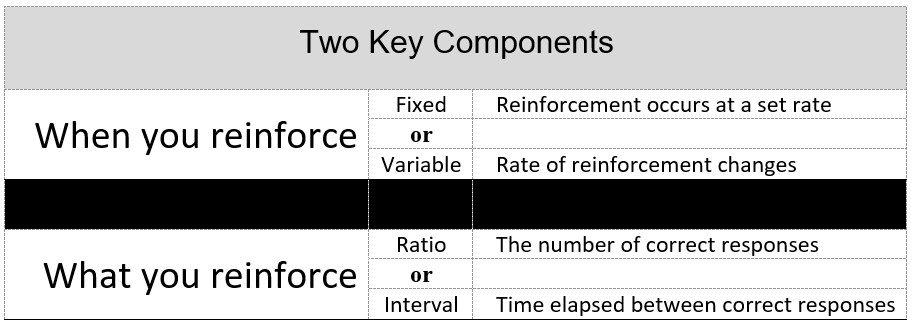 Two Key Components
When you reinforce
Fixed Reinforcement occurs at a set rate
or
Variable Rate of reinforcement changes
What you reinforce
Ratio The number of correct responses
or
Interval Time elapsed between correct responses